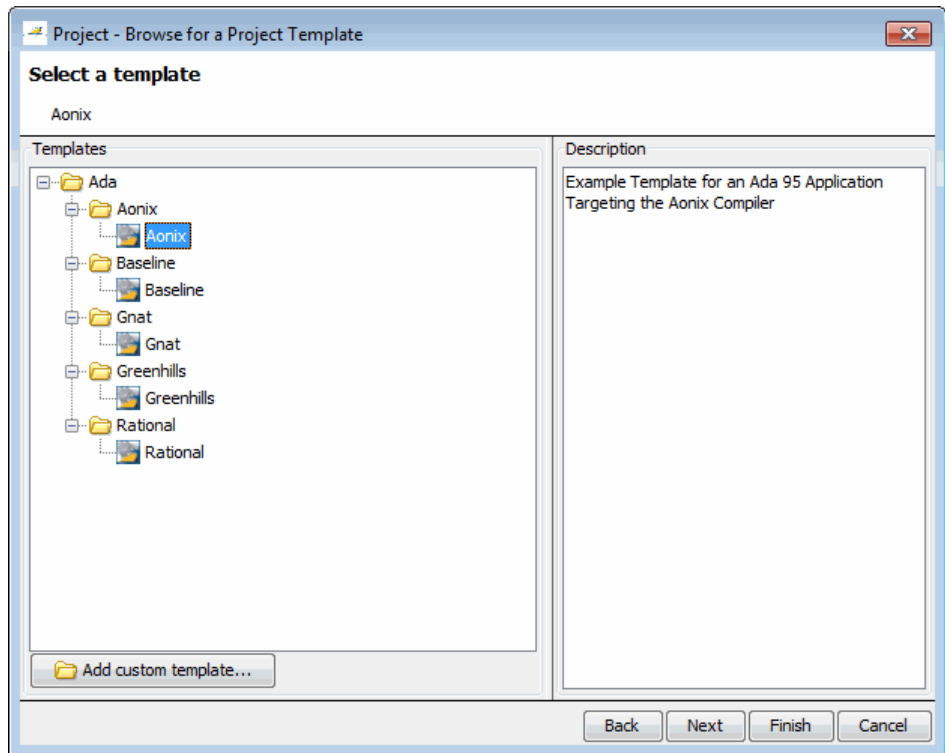 Project - Browse for a Project Template
Select a template
Aonix
Templates
Ada
Aonix
Aonix
Baseline
Baseline
Gnat
Gnat
Greenhills
Greenhills
Rational
Rational
Add custom template...
Description
Example Template for an Ada 95 Application
Targeting the Aonix Compiler
Back
Next
Finish
Cancel